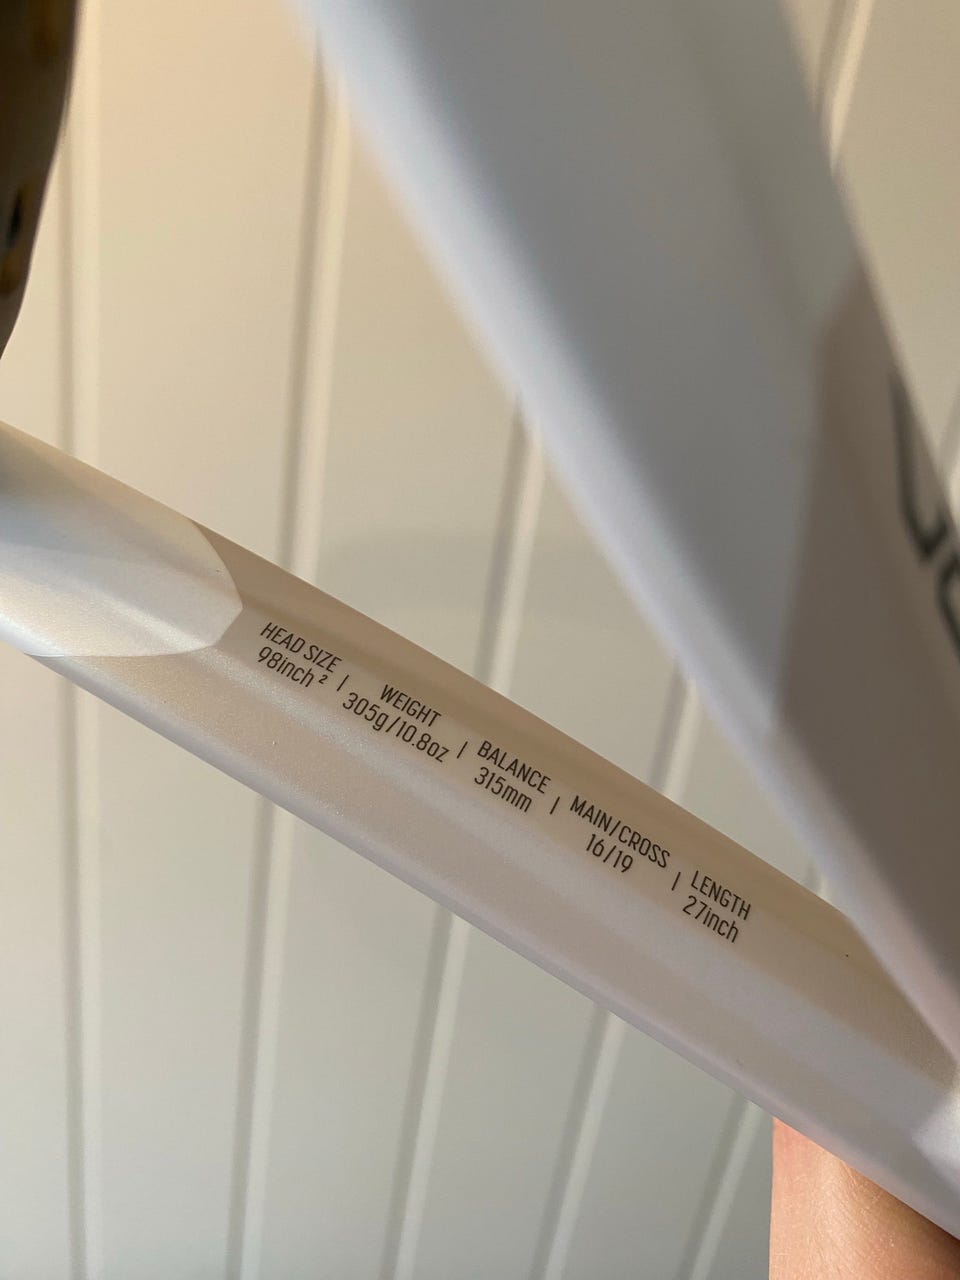 HEAD SIZE | WEIGHT | BALANCE | MAIN/CROSS | LENGTH
98inch² | 305g/10.8oz | 315mm | 16/19 | 27inch